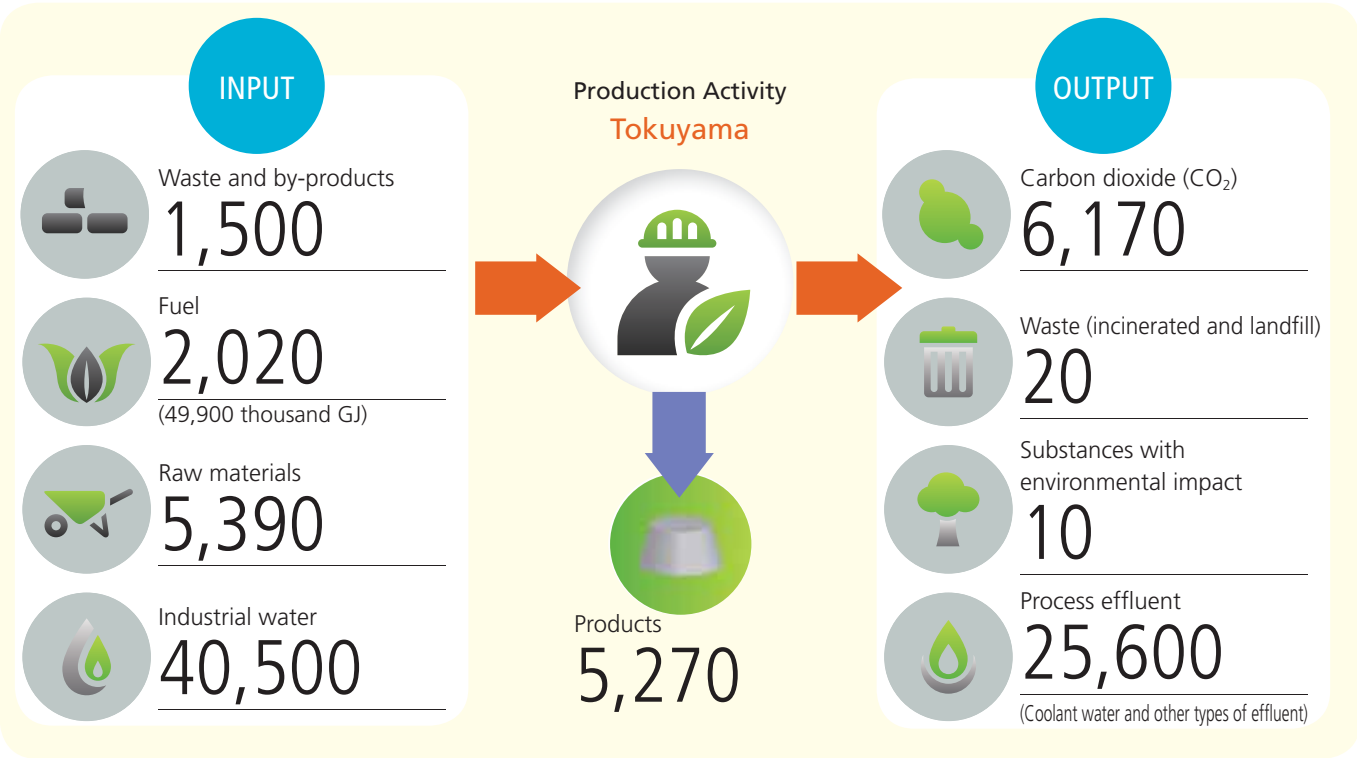 INPUT
Waste and by-products
1,500
Fuel
2,020
(49,900 thousand GJ)
Raw materials
5,390
Industrial water
40,500
Production Activity
Tokuyama
Products
5,270
OUTPUT
Carbon dioxide (CO₂)
6,170
Waste (incinerated and landfill)
20
Substances with
environmental impact
10
Process effluent
25,600
(Coolant water and other types of effluent)